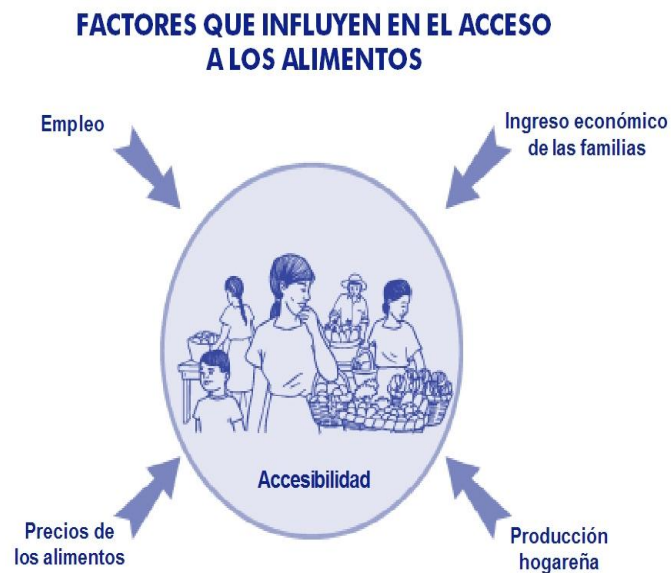 FACTORES QUE INFLUYEN EN EL ACCESO
A LOS ALIMENTOS
Empleo
Ingreso económico
de las familias
Accesibilidad
Precios de
los alimentos
Producción
hogareña